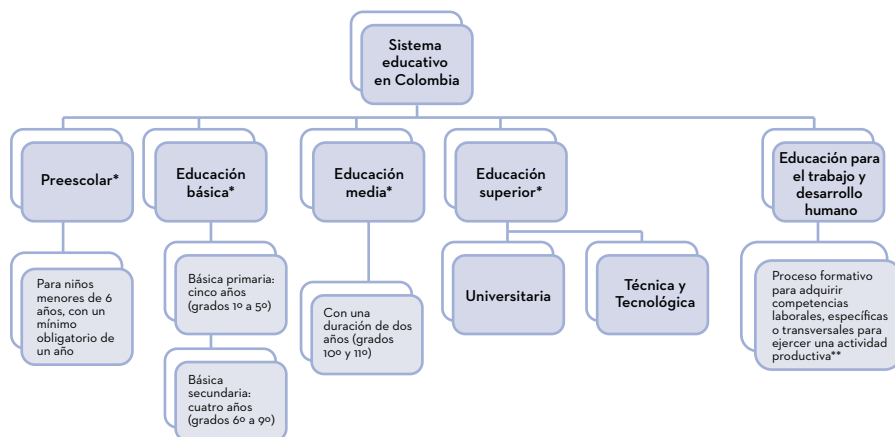 Sistema
educativo
en Colombia
Preescolar*
Educación
básica*
Educación
media*
Educación
superior*
Educación para
el trabajo y
desarrollo
humano
Para niños
menores de 6
años, con un
mínimo
obligatorio de
un año
Básica primaria:
cinco años
(grados 1º a 5º)
Básica
secundaria:
cuatro años
(grados 6º a 9º)
Con una
duración de dos
años (grados
10º y 11º)
Universitaria
Técnica y
Tecnológica
Proceso formativo
para adquirir
competencias
laborales, específicas
o transversales para
ejercer una actividad
productiva**